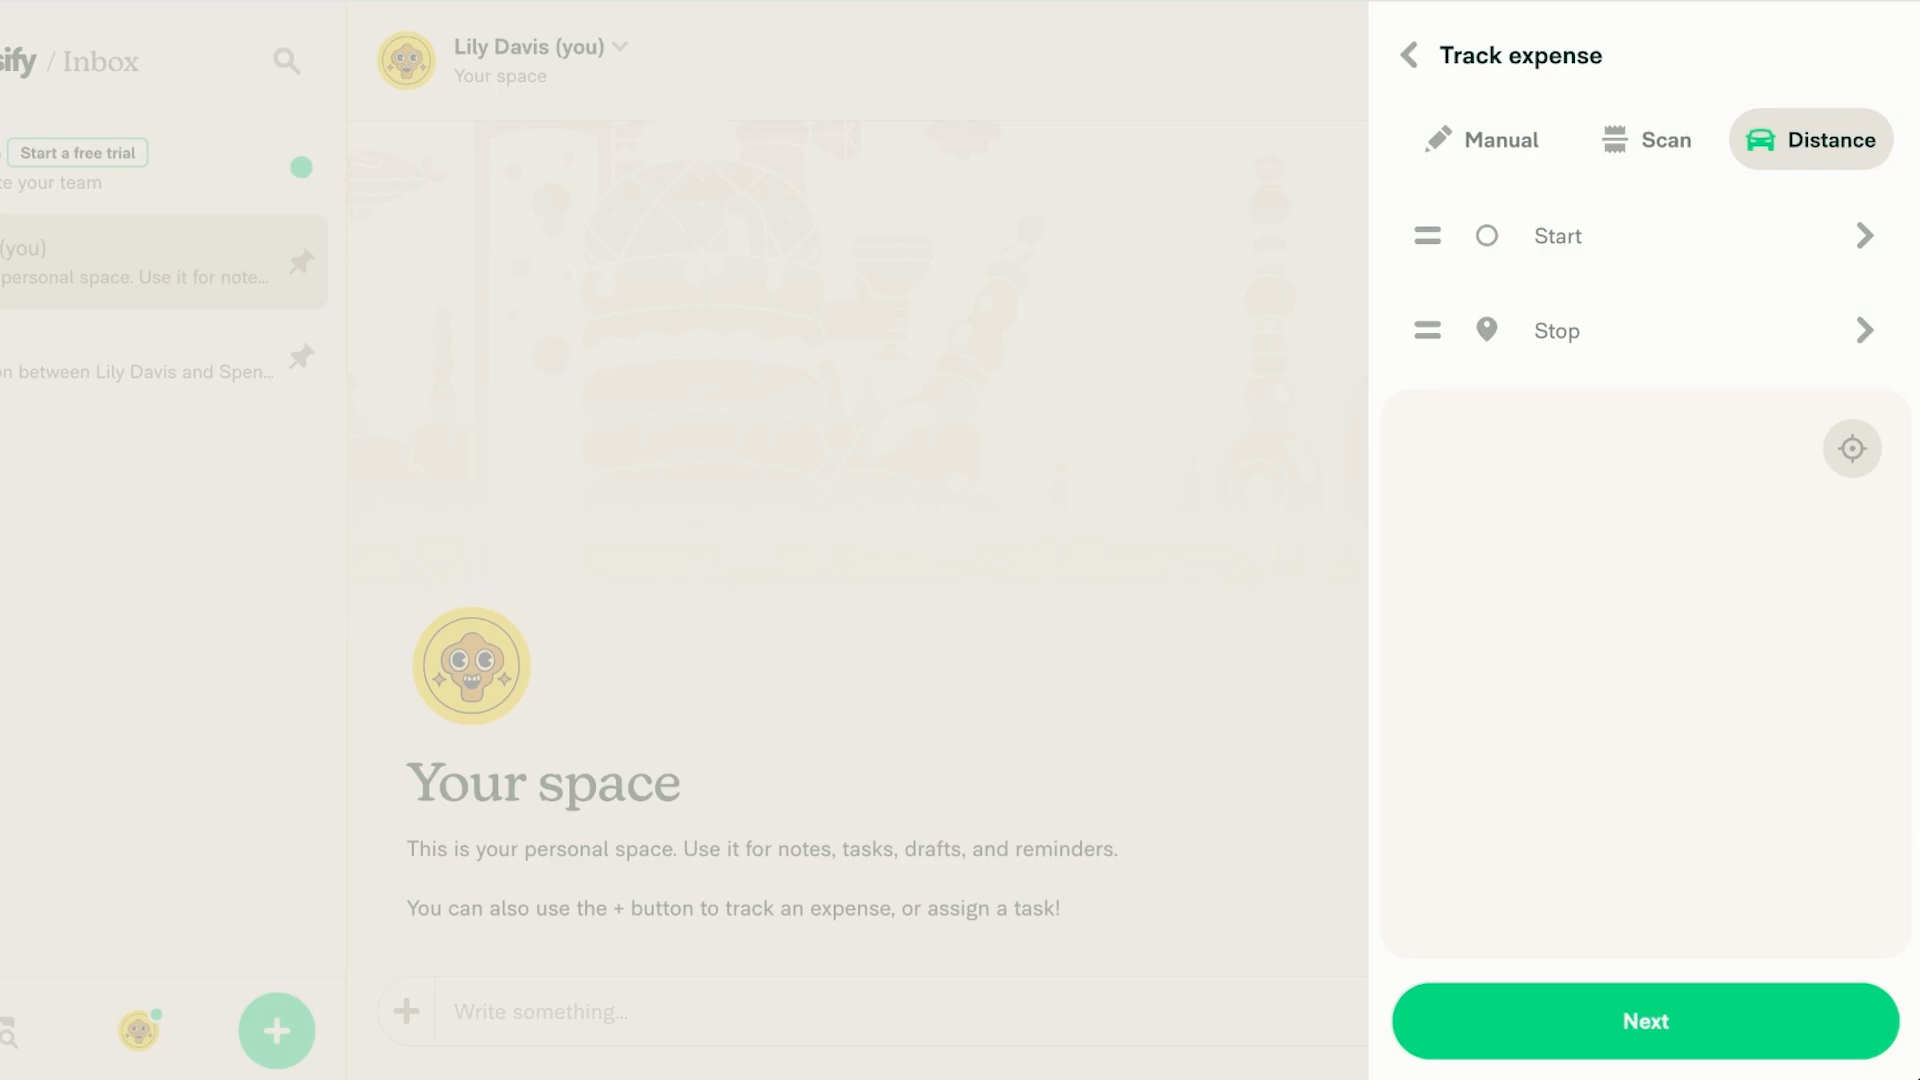 sify / Inbox
Start a free trial
te your team
(you)
personal space. Use it for note...
on between Lily Davis and Spen...
Lily Davis (you)
Your space
Your space
This is your personal space. Use it for notes, tasks, drafts, and reminders.
You can also use the + button to track an expense, or assign a task!
Write something...
Track expense
Manual
Scan
Distance
Start
Stop
Next